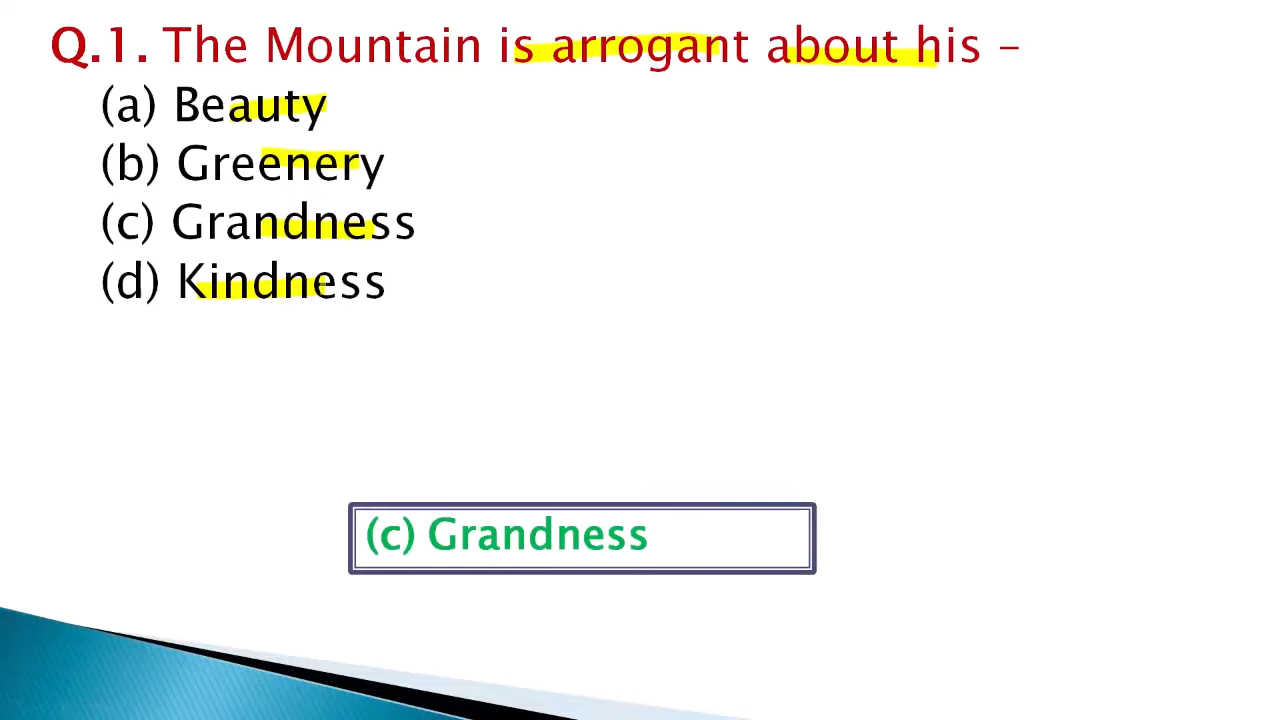 Q.1. The Mountain is arrogant about his –
(a) Beauty
(b) Greenery
(c) Grandness
(d) Kindness
(c) Grandness